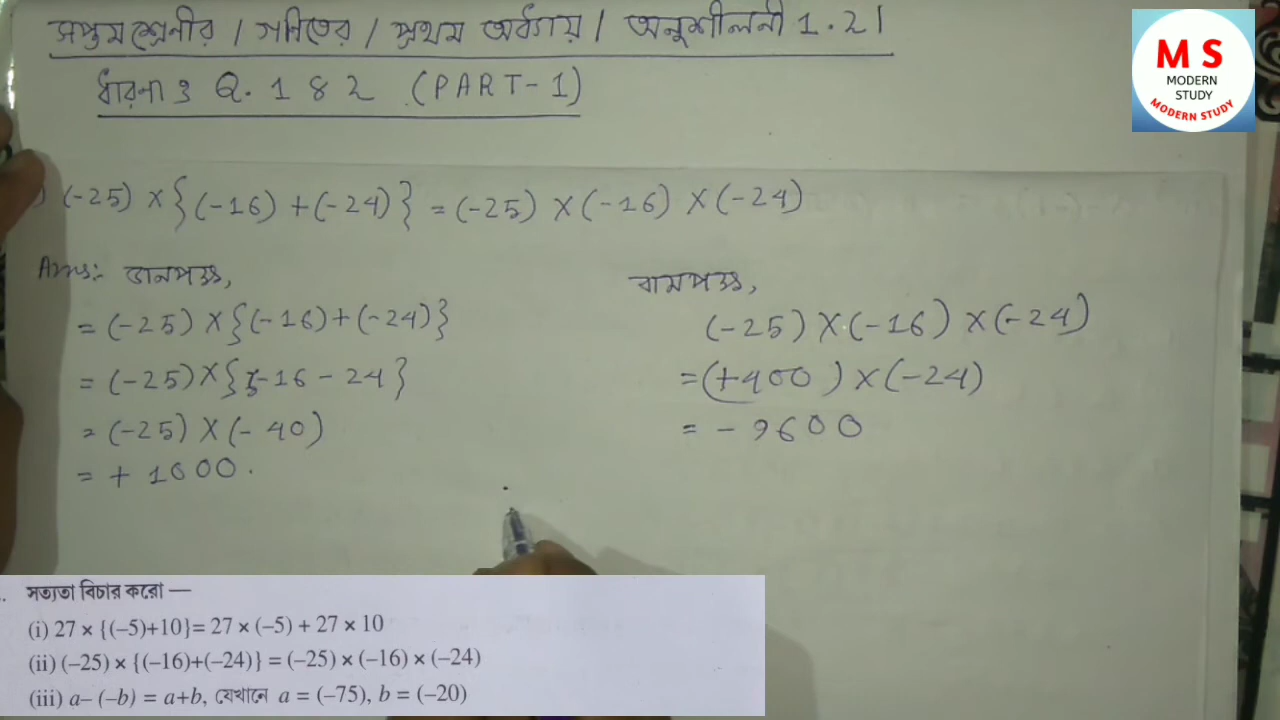 সপ্তম শ্রেনীর / গনিতের / প্রথম অধ্যায় / অনুশীলনী 1.2।
ধারনা ও Q. 1 & 2 (PART-1)
M S
MODERN
STUDY
MODERN STUDY
) (-25) × {(-16) + (-24)} = (-25) × (-16) × (-24)
Ans:- ডানপক্ষ,
= (-25) × {(-16) + (-24)}
= (-25) × {-16 - 24}
= (-25) × (- 40)
= + 1000.
বামপক্ষ,
(-25) × (-16) × (-24)
= (+400) × (-24)
= - 9600
. সত্যতা বিচার করো —
(i) 27 × {(–5)+10}= 27 × (–5) + 27 × 10
(ii) (–25) × {(–16)+(–24)} = (–25) × (–16) × (–24)
(iii) a– (–b) = a+b, যেখানে a = (–75), b = (–20)